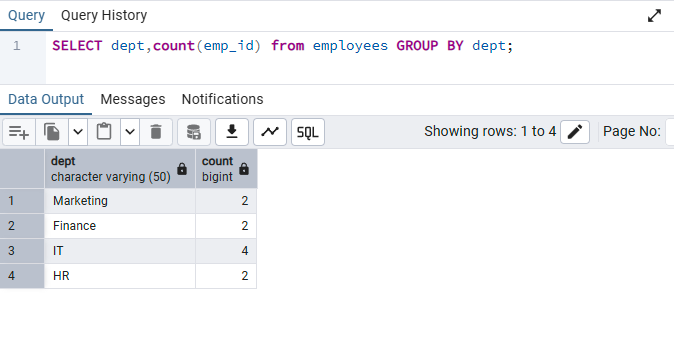 Query Query History
1 SELECT dept,count(emp_id) from employees GROUP BY dept;
Data Output Messages Notifications
SQL Showing rows: 1 to 4 Page No:
dept count
character varying (50) bigint
1 Marketing 2
2 Finance 2
3 IT 4
4 HR 2